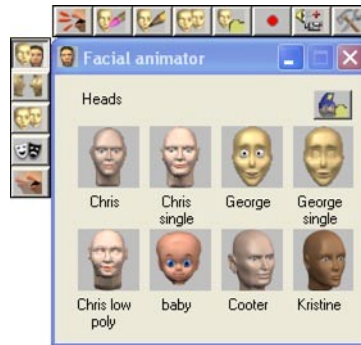 Facial animator
Heads
Chris
Chris single
George
George single
Chris low poly
baby
Cooter
Kristine